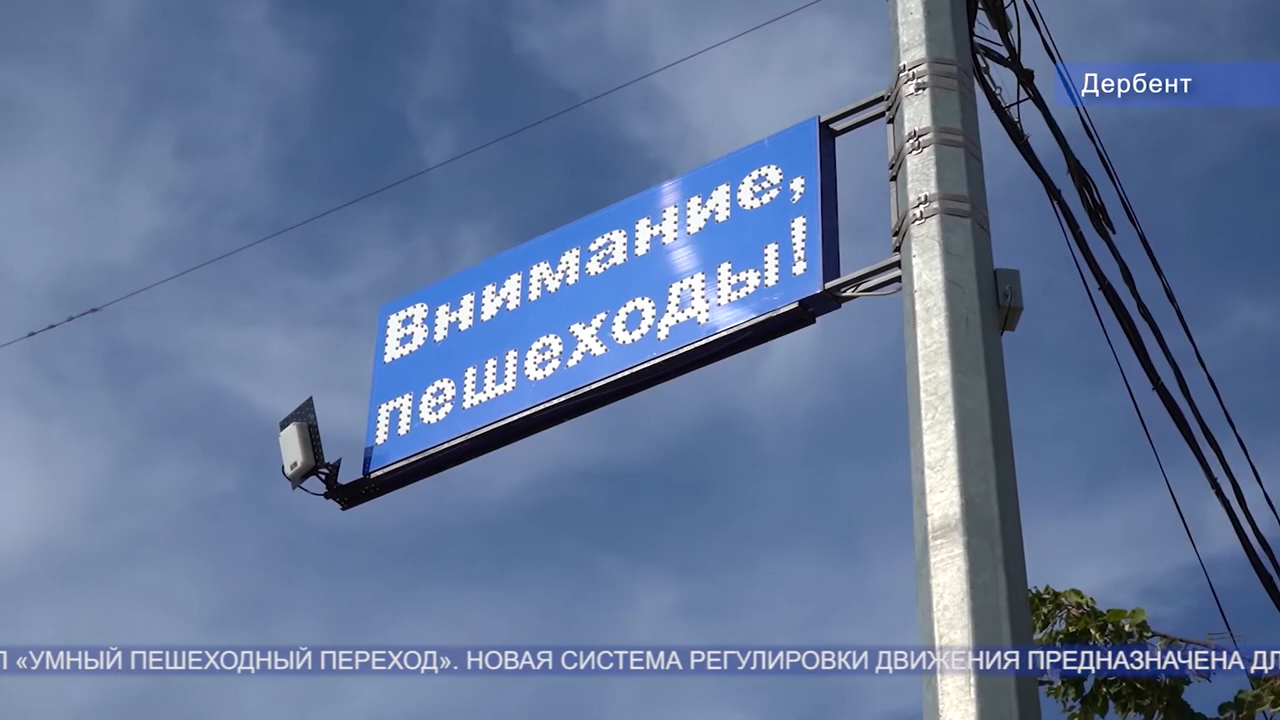 Дербент
Внимание,
пешеходы!
«УМНЫЙ ПЕШЕХОДНЫЙ ПЕРЕХОД». НОВАЯ СИСТЕМА РЕГУЛИРОВКИ ДВИЖЕНИЯ ПРЕДНАЗНАЧЕНА